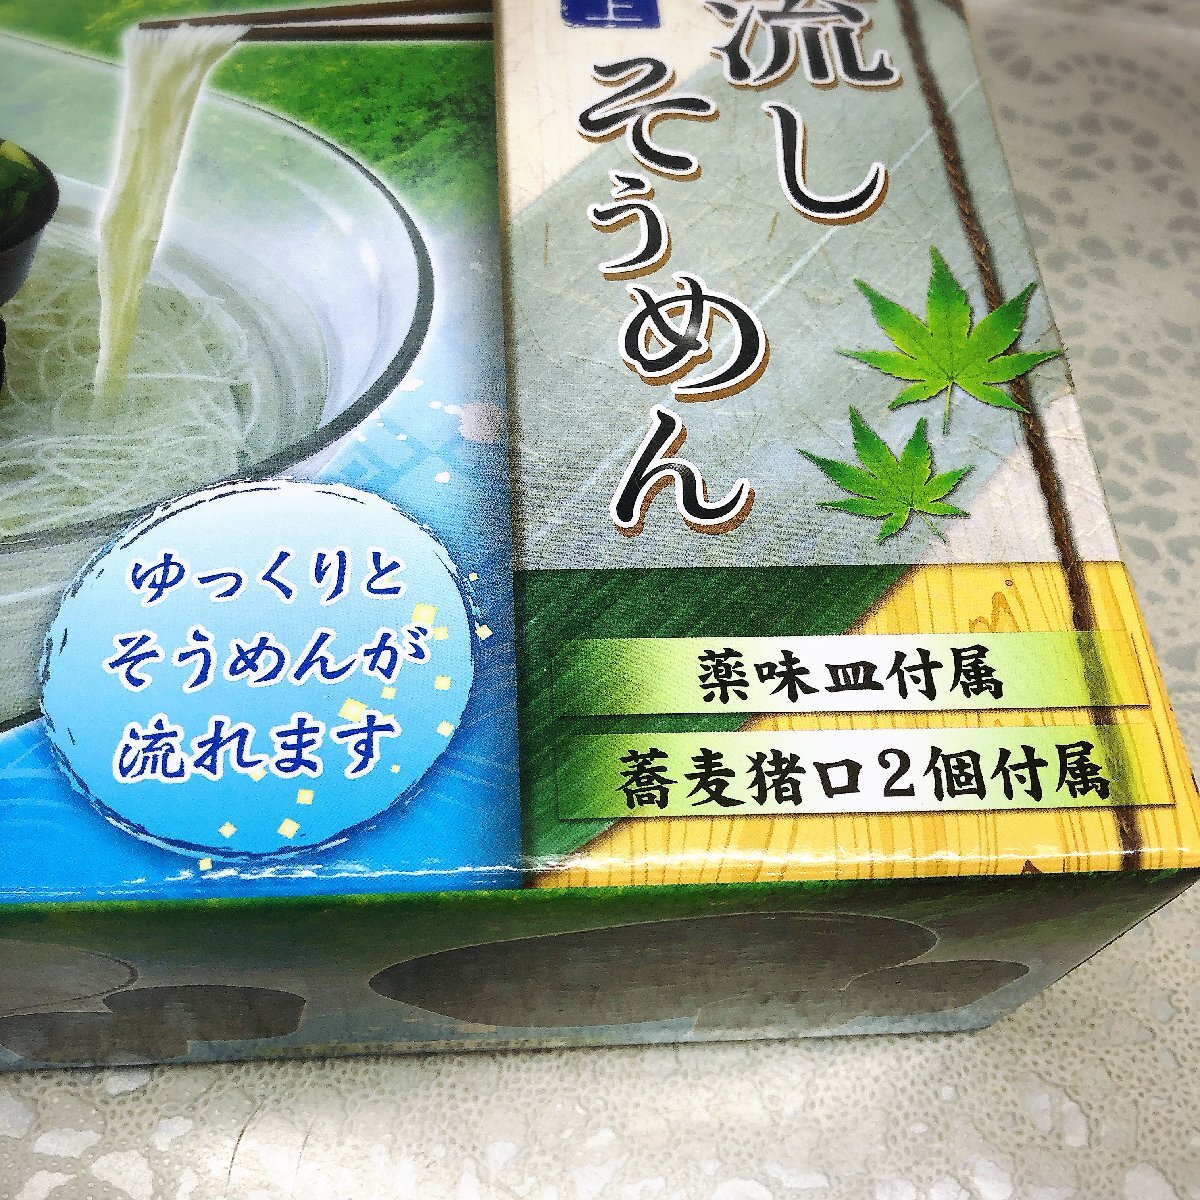 上
流し
そうめん
ゆっくりと
そうめんが
流れます
薬味皿付属
蕎麦猪口2個付属